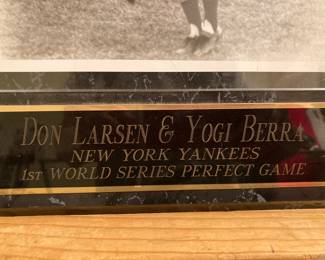 DON LARSEN & YOGI BERRA
NEW YORK YANKEES
1ST WORLD SERIES PERFECT GAME